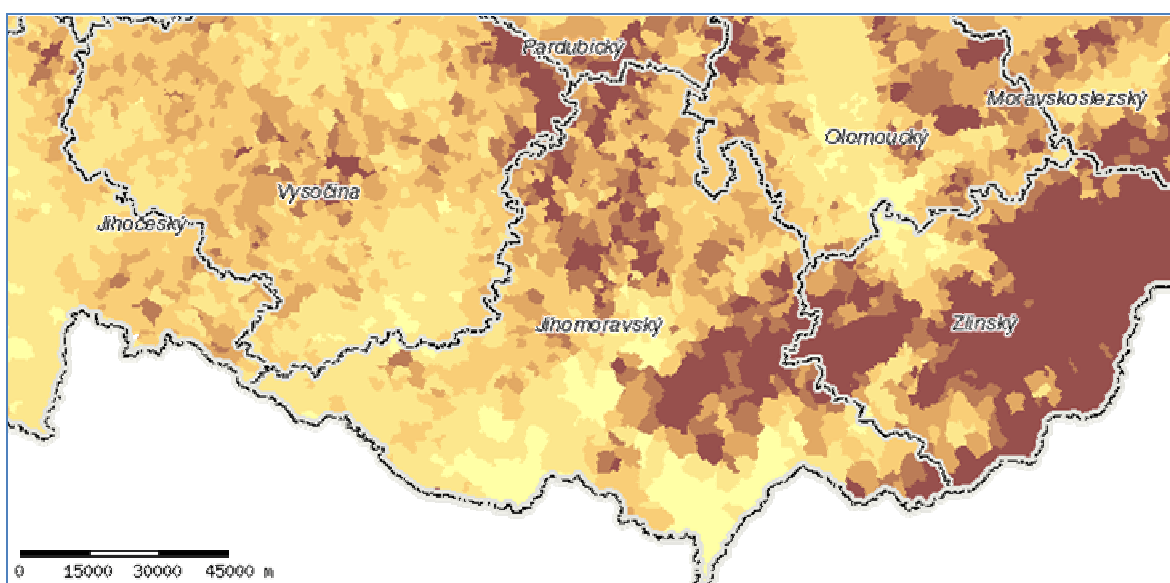 Pardubický
Moravskoslezský
Olomoucký
Vysočina
Jihočeský
Jihomoravský
Zlínský
0 15000 30000 45000 m